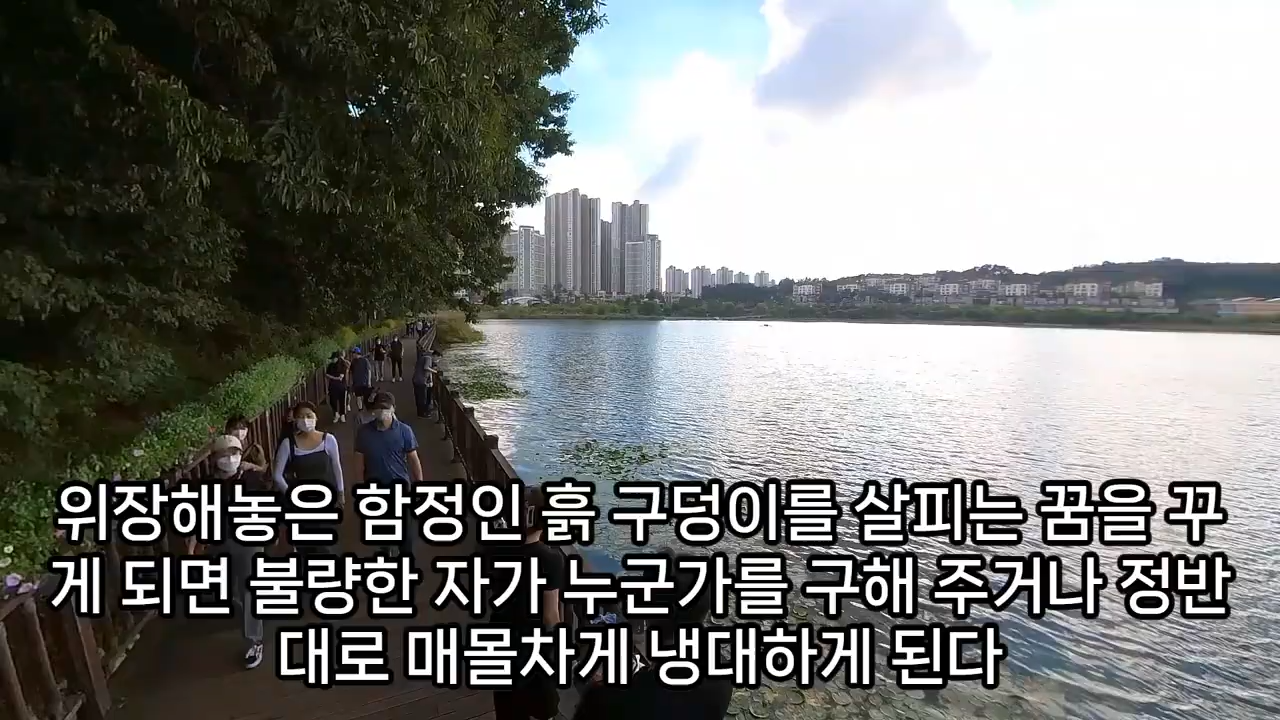 위장해놓은 함정인 흙 구덩이를 살피는 꿈을 꾸
게 되면 불량한 자가 누군가를 구해 주거나 정반
대로 매몰차게 냉대하게 된다